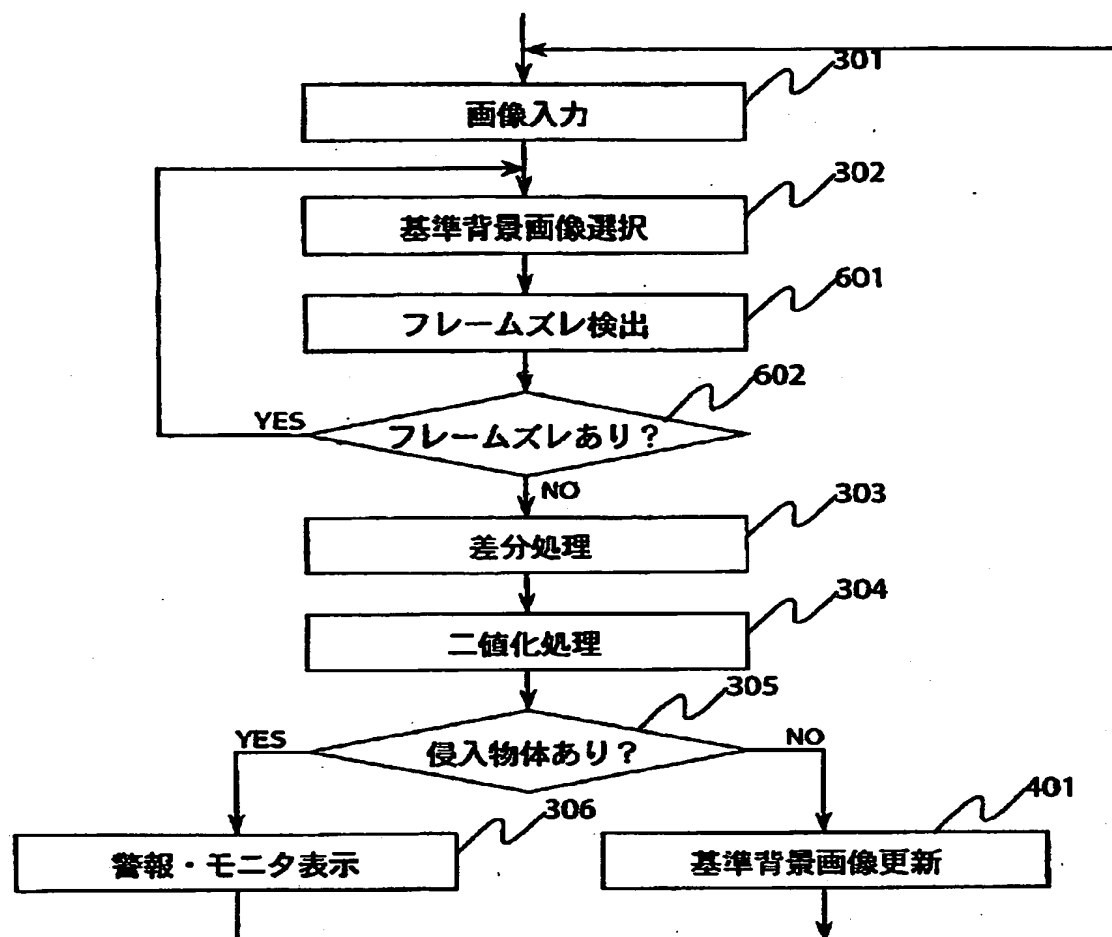 301
画像入力
302
基準背景画像選択
601
フレームズレ検出
602
YES
フレームズレあり？
NO
303
差分処理
304
二値化処理
305
YES
侵入物体あり？
NO
306
401
警報・モニタ表示
基準背景画像更新